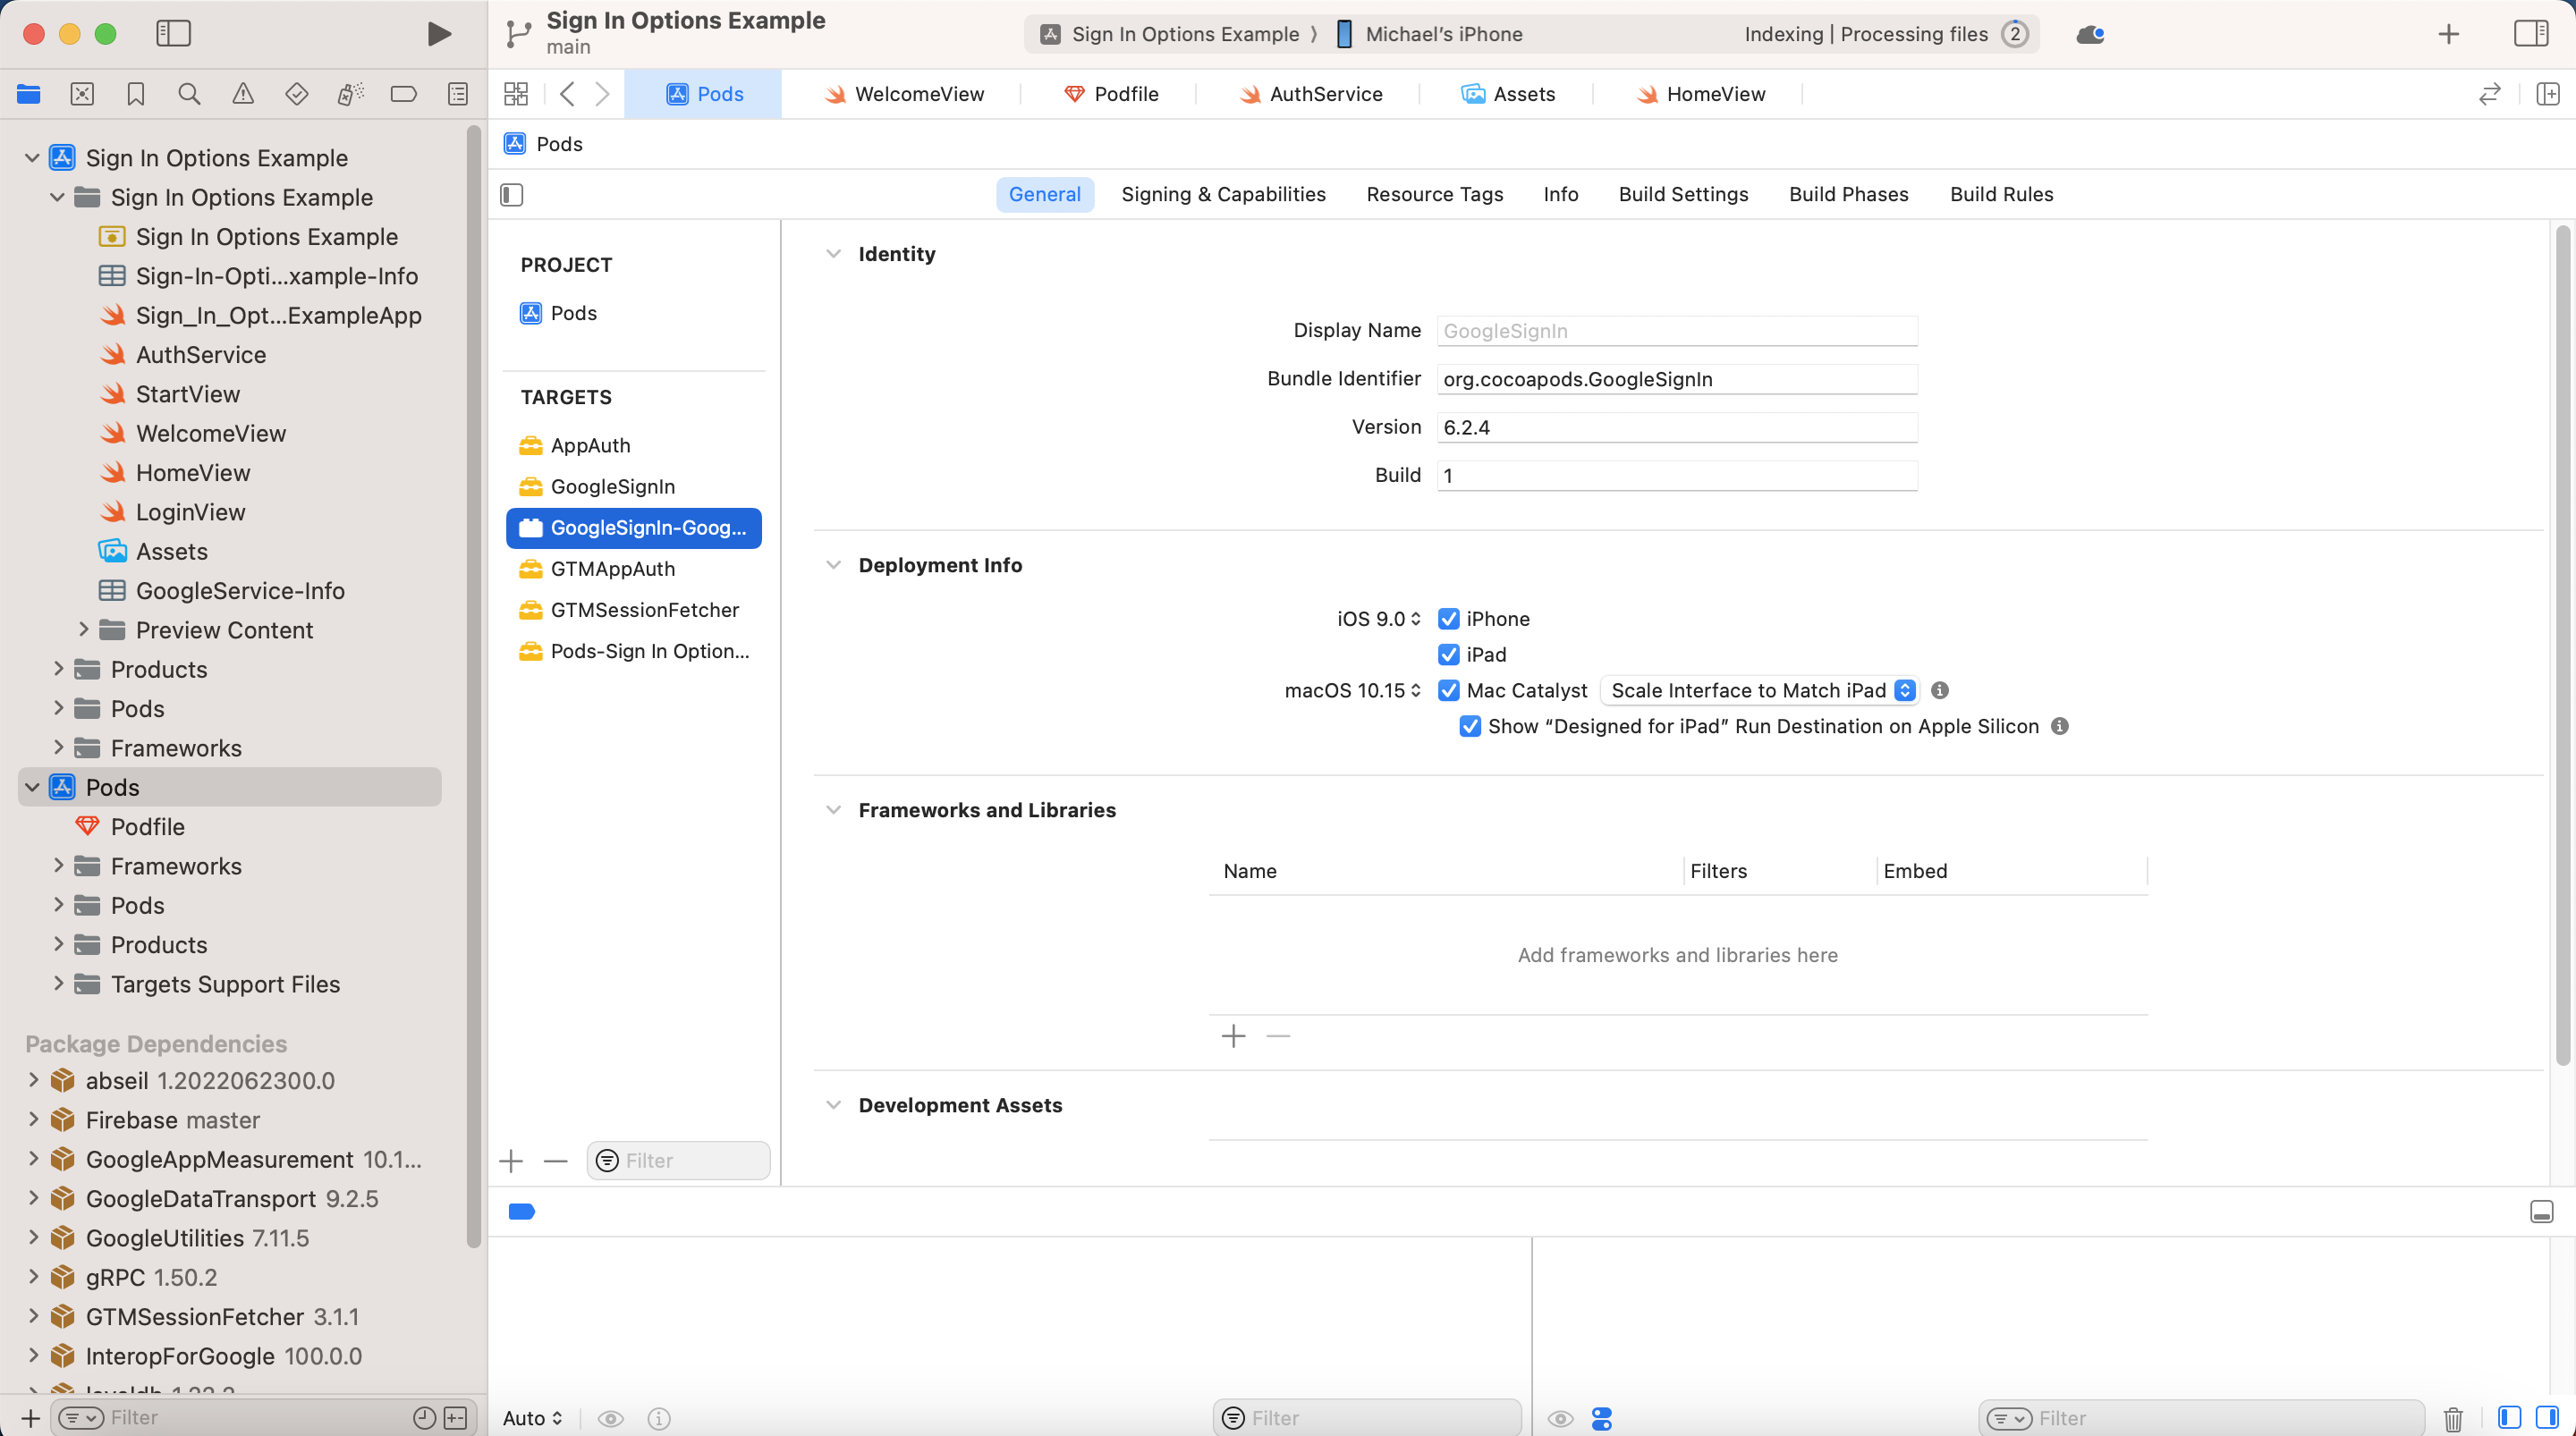 Sign In Options Example
main
Sign In Options Example
Michael's iPhone
Indexing | Processing files
2
Pods
WelcomeView
Podfile
AuthService
Assets
HomeView
Pods
General
Signing & Capabilities
Resource Tags
Info
Build Settings
Build Phases
Build Rules
Sign In Options Example
Sign In Options Example
Sign In Options Example
Sign-In-Opti...xample-Info
Sign_In_Opt...ExampleApp
AuthService
StartView
WelcomeView
HomeView
LoginView
Assets
GoogleService-Info
Preview Content
Products
Pods
Frameworks
Pods
Podfile
Frameworks
Pods
Products
Targets Support Files
Package Dependencies
abseil 1.2022062300.0
Firebase master
GoogleAppMeasurement 10.1...
GoogleDataTransport 9.2.5
GoogleUtilities 7.11.5
gRPC 1.50.2
GTMSessionFetcher 3.1.1
InteropForGoogle 100.0.0
Filter
PROJECT
Pods
TARGETS
AppAuth
GoogleSignIn
GoogleSignIn-Goog...
GTMAppAuth
GTMSessionFetcher
Pods-Sign In Option...
Filter
Identity
Display Name
GoogleSignIn
Bundle Identifier
org.cocoapods.GoogleSignIn
Version
6.2.4
Build
1
Deployment Info
iOS 9.0
iPhone
iPad
macOS 10.15
Mac Catalyst
Scale Interface to Match iPad
Show “Designed for iPad” Run Destination on Apple Silicon
Frameworks and Libraries
Name
Filters
Embed
Add frameworks and libraries here
Development Assets
Auto
Filter
Filter